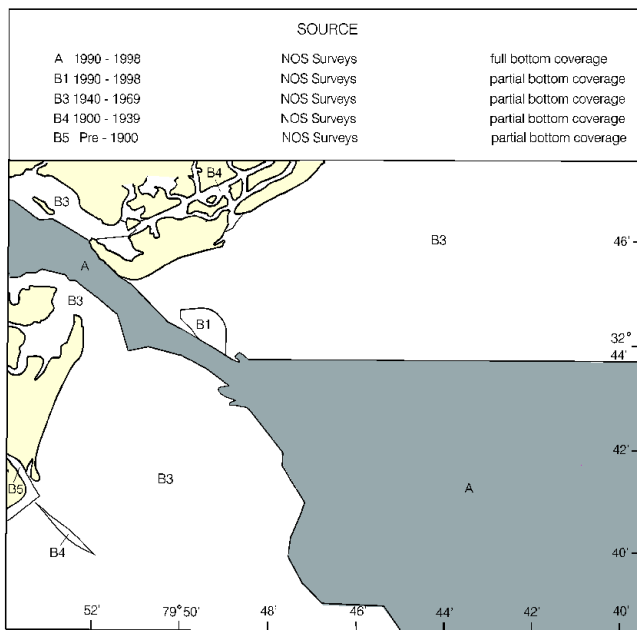 SOURCE
A 1990 - 1998 NOS Surveys full bottom coverage
B1 1990 - 1998 NOS Surveys partial bottom coverage
B3 1940 - 1969 NOS Surveys partial bottom coverage
B4 1900 - 1939 NOS Surveys partial bottom coverage
B5 Pre - 1900 NOS Surveys partial bottom coverage
B4
B3
B3
46'
A
B3
B1
32°
44'
42'
B3
B5
A
B4
40'
52' 79°50' 48' 46' 44' 42' 40'